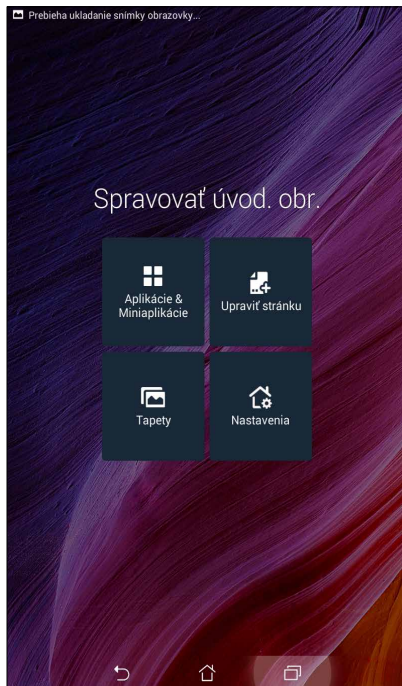 Prebieha ukladanie snímky obrazovky...
Spravovať úvod. obr.
Aplikácie &
Miniaplikácie
Upraviť stránku
Tapety
Nastavenia